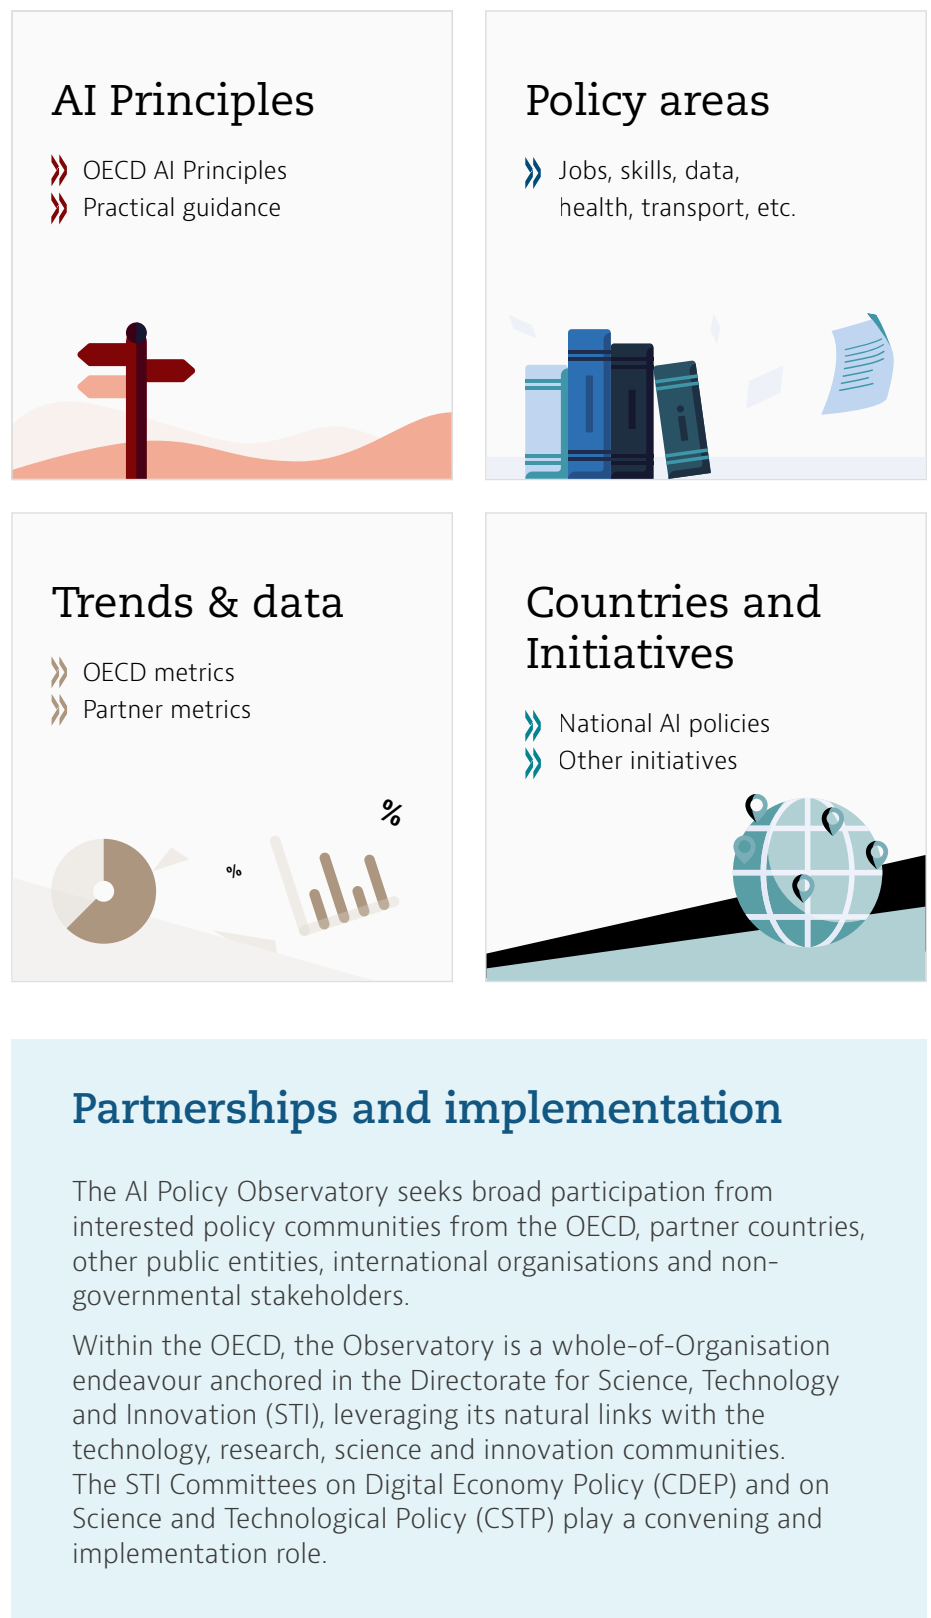 AI Principles
OECD AI Principles
Practical guidance
Policy areas
Jobs, skills, data,
health, transport, etc.
Trends & data
OECD metrics
Partner metrics
%
%
Countries and
Initiatives
National AI policies
Other initiatives
Partnerships and implementation
The AI Policy Observatory seeks broad participation from
interested policy communities from the OECD, partner countries,
other public entities, international organisations and non-
governmental stakeholders.
Within the OECD, the Observatory is a whole-of-Organisation
endeavour anchored in the Directorate for Science, Technology
and Innovation (STI), leveraging its natural links with the
technology, research, science and innovation communities.
The STI Committees on Digital Economy Policy (CDEP) and on
Science and Technological Policy (CSTP) play a convening and
implementation role.